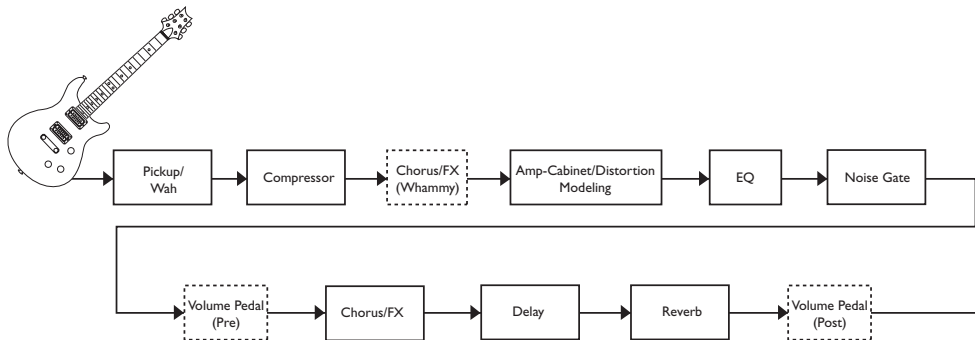 Pickup/
Wah
Compressor
Chorus/FX
(Whammy)
Amp-Cabinet/Distortion
Modeling
EQ
Noise Gate
Volume Pedal
(Pre)
Chorus/FX
Delay
Reverb
Volume Pedal
(Post)